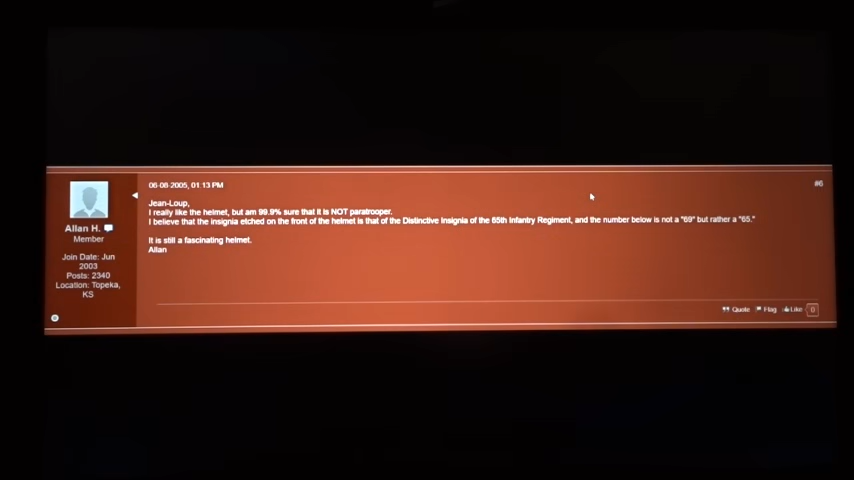 06-08-2005, 01:13 PM
#6
Allan H.
Member
Join Date: Jun
2003
Posts: 2340
Location: Topeka,
KS
Jean-Loup,
I really like the helmet, but am 99.9% sure that it is NOT paratrooper.
I believe that the insignia etched on the front of the helmet is that of the Distinctive Insignia of the 65th Infantry Regiment, and the number below is not a "69" but rather a "65."
It is still a fascinating helmet.
Allan
Quote Flag Like 0